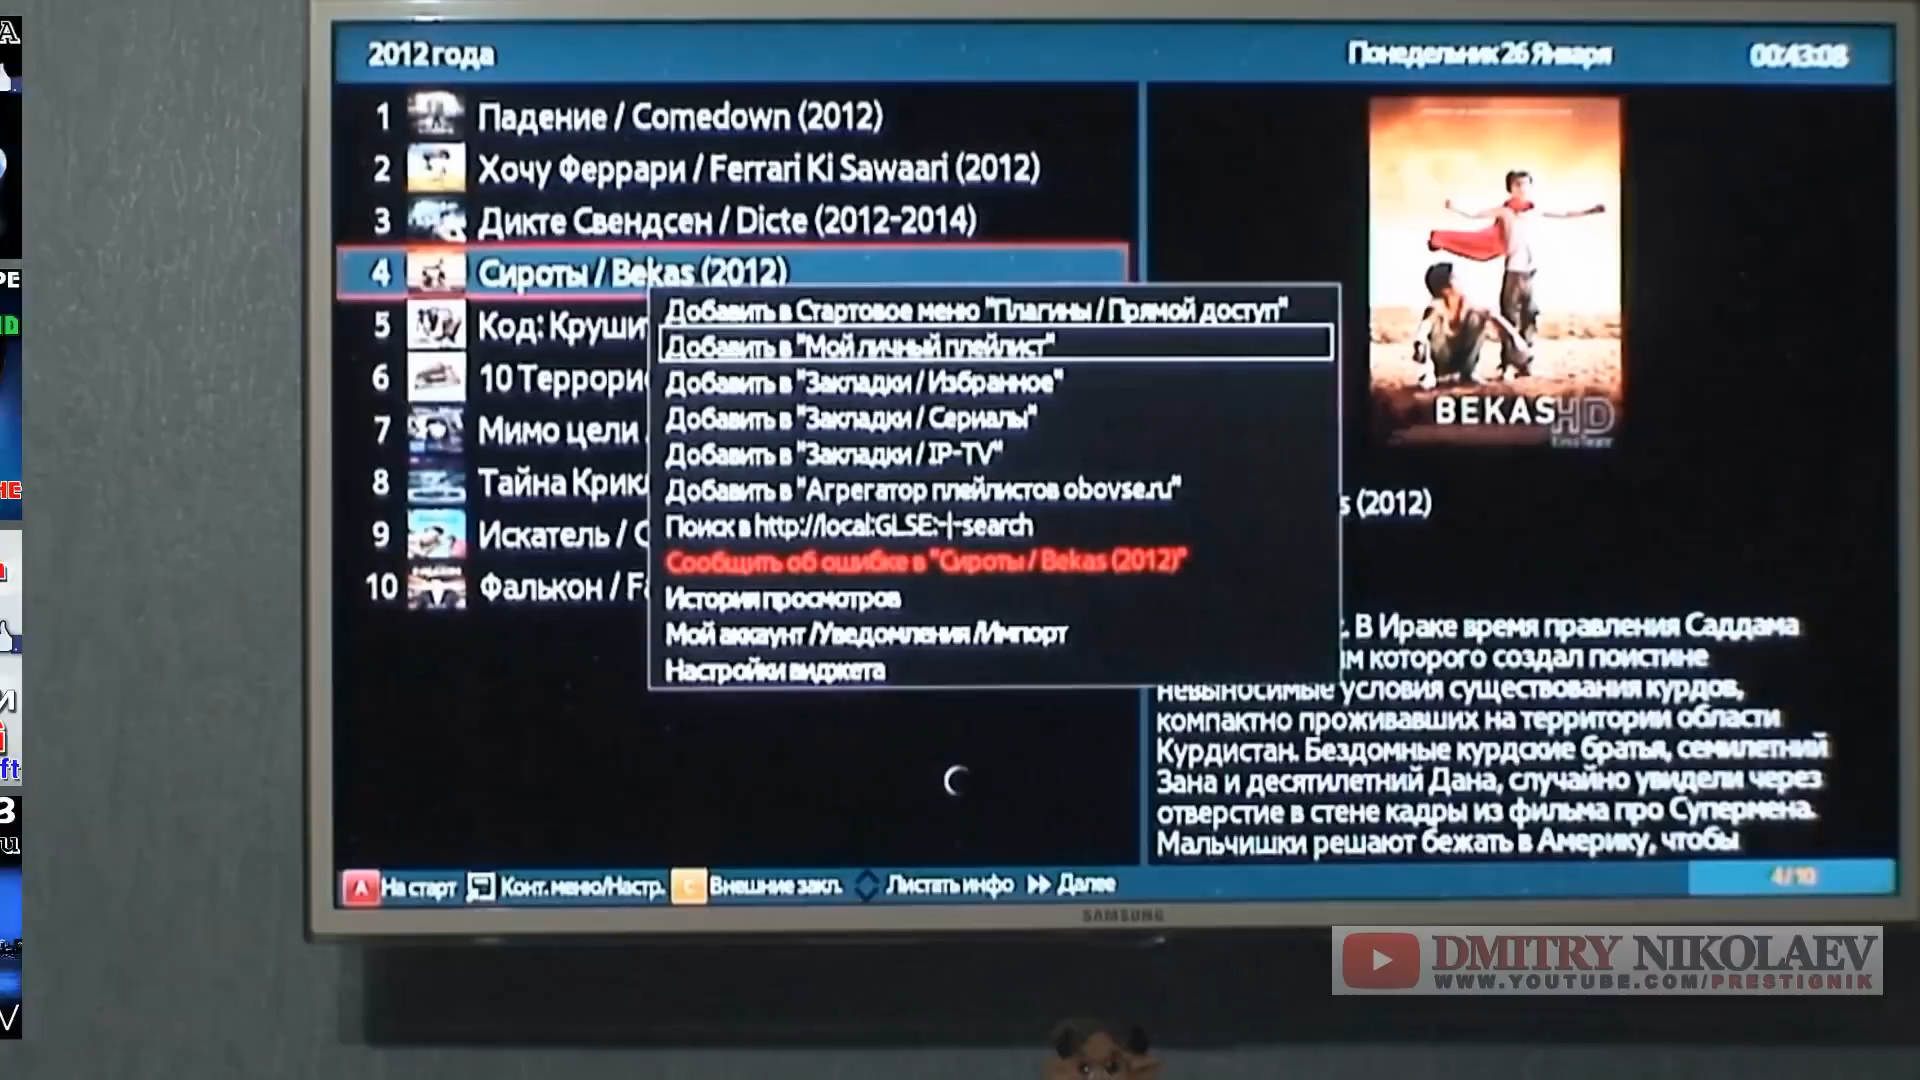 2012 года
Понедельник 26 Января
00:43:08
1 Падение / Comedown (2012)
2 Хочу Феррари / Ferrari Ki Sawaari (2012)
3 Дикте Свендсен / Dicte (2012-2014)
4 Сироты / Bekas (2012)
5 Код: Круши
6 10 Террори
7 Мимо цели
8 Тайна Крик
9 Искатель /
10 Фалькон / Fa
Добавить в Стартовое меню "Плагины / Прямой доступ"
Добавить в "Мой личный плейлист"
Добавить в "Закладки / Избранное"
Добавить в "Закладки / Сериалы"
Добавить в "Закладки / IP-TV"
Добавить в "Агрегатор плейлистов obovse.ru"
Поиск в http://local:GLSE:-|-search
Сообщить об ошибке в "Сироты / Bekas (2012)"
История просмотров
Мой аккаунт /Уведомления /Импорт
Настройки виджета
BEKAS
HD
s (2012)
В Ираке время правления Саддама
м которого создал поистине
невыносимые условия существования курдов,
компактно проживавших на территории области
Курдистан. Бездомные курдские братья, семилетний
Зана и десятилетний Дана, случайно увидели через
отверстие в стене кадры из фильма про Супермена.
Мальчишки решают бежать в Америку, чтобы
A На старт Конт. меню/Настр. C Внешние закл. Листать инфо Далее
4/10
SAMSUNG
DMITRY NIKOLAEV
WWW.YOUTUBE.COM/PRESTIGNIK